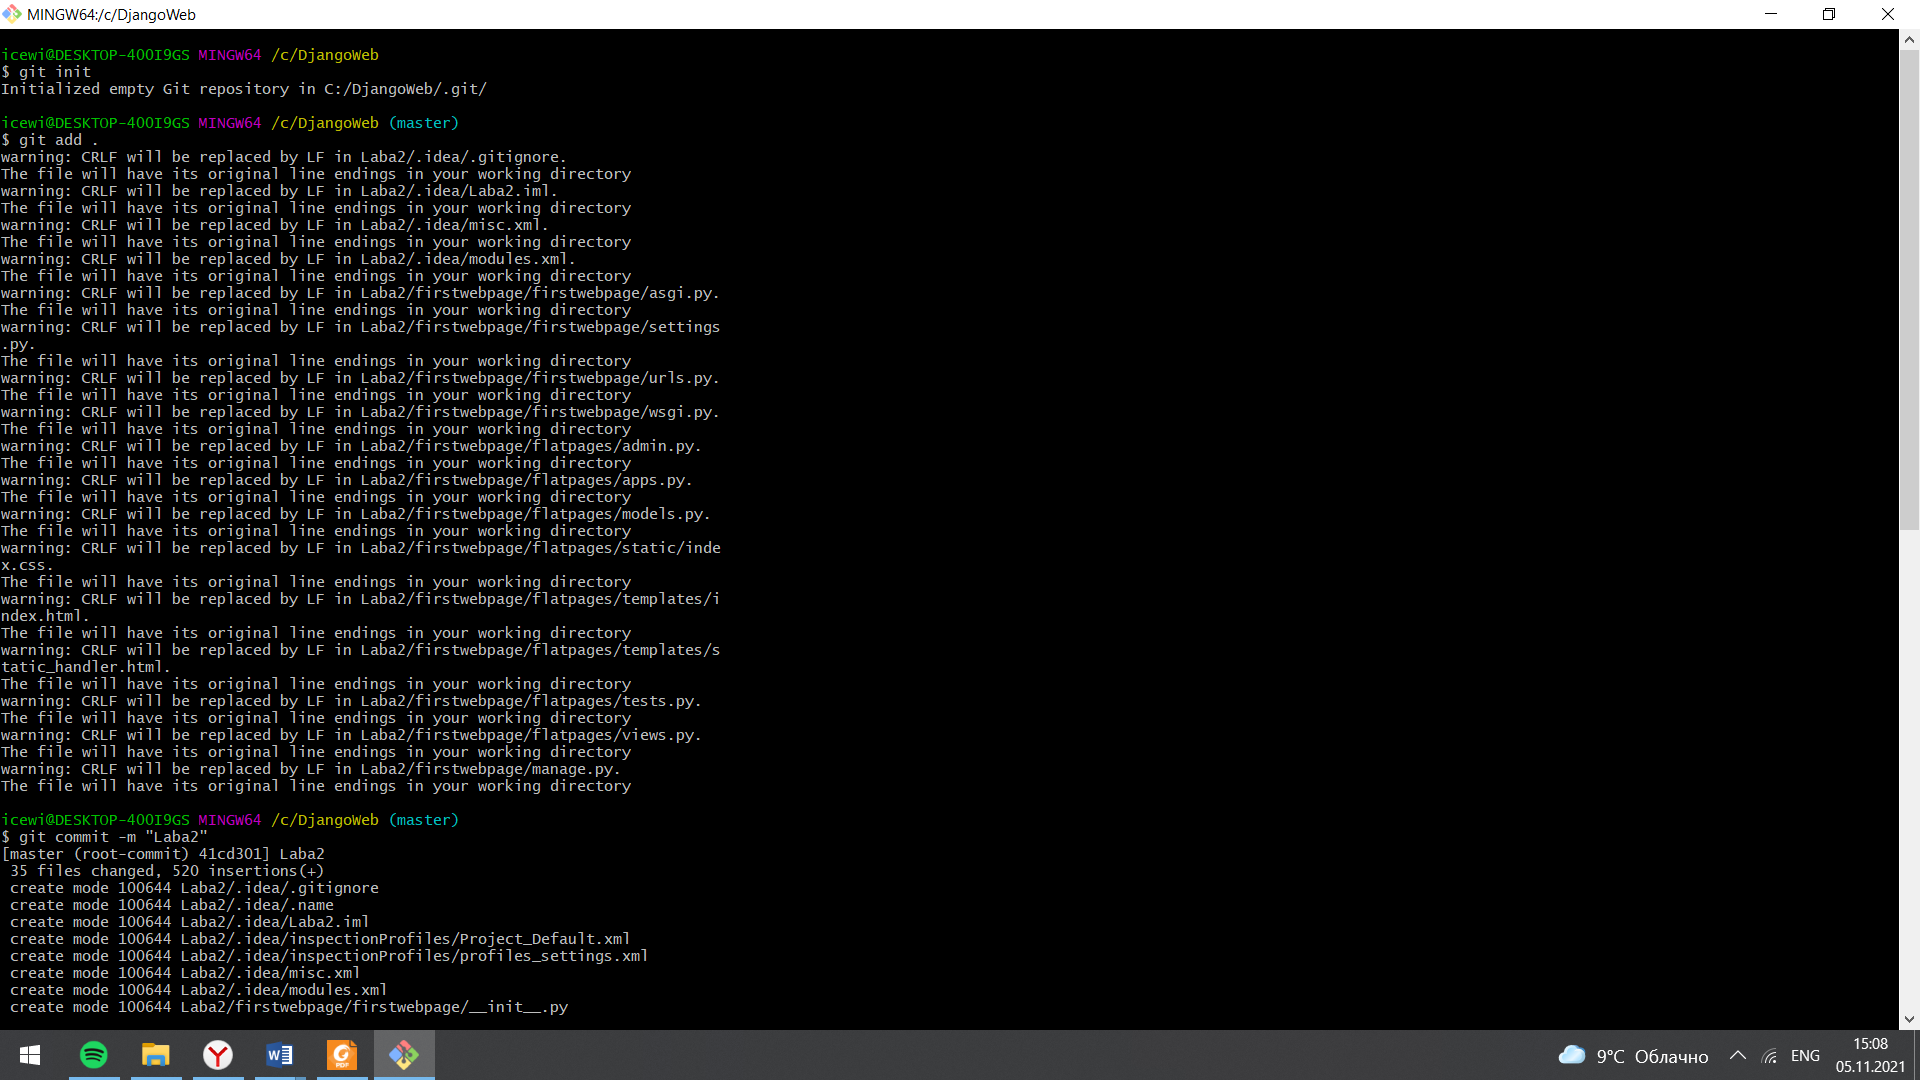 MINGW64:/c/DjangoWeb
icewi@DESKTOP-400I9GS MINGW64 /c/DjangoWeb
$ git init
Initialized empty Git repository in C:/DjangoWeb/.git/
icewi@DESKTOP-400I9GS MINGW64 /c/DjangoWeb (master)
$ git add .
warning: CRLF will be replaced by LF in Laba2/.idea/.gitignore.
The file will have its original line endings in your working directory
warning: CRLF will be replaced by LF in Laba2/.idea/Laba2.iml.
The file will have its original line endings in your working directory
warning: CRLF will be replaced by LF in Laba2/.idea/misc.xml.
The file will have its original line endings in your working directory
warning: CRLF will be replaced by LF in Laba2/.idea/modules.xml.
The file will have its original line endings in your working directory
warning: CRLF will be replaced by LF in Laba2/firstwebpage/firstwebpage/asgi.py.
The file will have its original line endings in your working directory
warning: CRLF will be replaced by LF in Laba2/firstwebpage/firstwebpage/settings
.py.
The file will have its original line endings in your working directory
warning: CRLF will be replaced by LF in Laba2/firstwebpage/firstwebpage/urls.py.
The file will have its original line endings in your working directory
warning: CRLF will be replaced by LF in Laba2/firstwebpage/firstwebpage/wsgi.py.
The file will have its original line endings in your working directory
warning: CRLF will be replaced by LF in Laba2/firstwebpage/flatpages/admin.py.
The file will have its original line endings in your working directory
warning: CRLF will be replaced by LF in Laba2/firstwebpage/flatpages/apps.py.
The file will have its original line endings in your working directory
warning: CRLF will be replaced by LF in Laba2/firstwebpage/flatpages/models.py.
The file will have its original line endings in your working directory
warning: CRLF will be replaced by LF in Laba2/firstwebpage/flatpages/static/inde
x.css.
The file will have its original line endings in your working directory
warning: CRLF will be replaced by LF in Laba2/firstwebpage/flatpages/templates/i
ndex.html.
The file will have its original line endings in your working directory
warning: CRLF will be replaced by LF in Laba2/firstwebpage/flatpages/templates/s
tatic_handler.html.
The file will have its original line endings in your working directory
warning: CRLF will be replaced by LF in Laba2/firstwebpage/flatpages/tests.py.
The file will have its original line endings in your working directory
warning: CRLF will be replaced by LF in Laba2/firstwebpage/flatpages/views.py.
The file will have its original line endings in your working directory
warning: CRLF will be replaced by LF in Laba2/firstwebpage/manage.py.
The file will have its original line endings in your working directory
icewi@DESKTOP-400I9GS MINGW64 /c/DjangoWeb (master)
$ git commit -m "Laba2"
[master (root-commit) 41cd301] Laba2
35 files changed, 520 insertions(+)
create mode 100644 Laba2/.idea/.gitignore
create mode 100644 Laba2/.idea/.name
create mode 100644 Laba2/.idea/Laba2.iml
create mode 100644 Laba2/.idea/inspectionProfiles/Project_Default.xml
create mode 100644 Laba2/.idea/inspectionProfiles/profiles_settings.xml
create mode 100644 Laba2/.idea/misc.xml
create mode 100644 Laba2/.idea/modules.xml
create mode 100644 Laba2/firstwebpage/firstwebpage/__init__.py
9°C Облачно ENG
15:08
05.11.2021